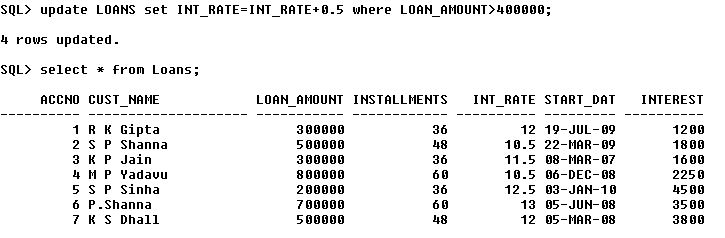 SQL> update LOANS set INT_RATE=INT_RATE+0.5 where LOAN_AMOUNT>400000;
4 rows updated.
SQL> select * from Loans;
ACCNO CUST_NAME LOAN_AMOUNT INSTALLMENTS INT_RATE START_DAT INTEREST
---------- -------------------- ----------- ------------ ---------- --------- ----------
1 R K Gipta 300000 36 12 19-JUL-09 1200
2 S P Shanna 500000 48 10.5 22-MAR-09 1800
3 K P Jain 300000 36 11.5 08-MAR-07 1600
4 M P Yadavu 800000 60 10.5 06-DEC-08 2250
5 S P Sinha 200000 36 12.5 03-JAN-10 4500
6 P.Shanna 700000 60 13 05-JUN-08 3500
7 K S Dhall 500000 48 12 05-MAR-08 3800